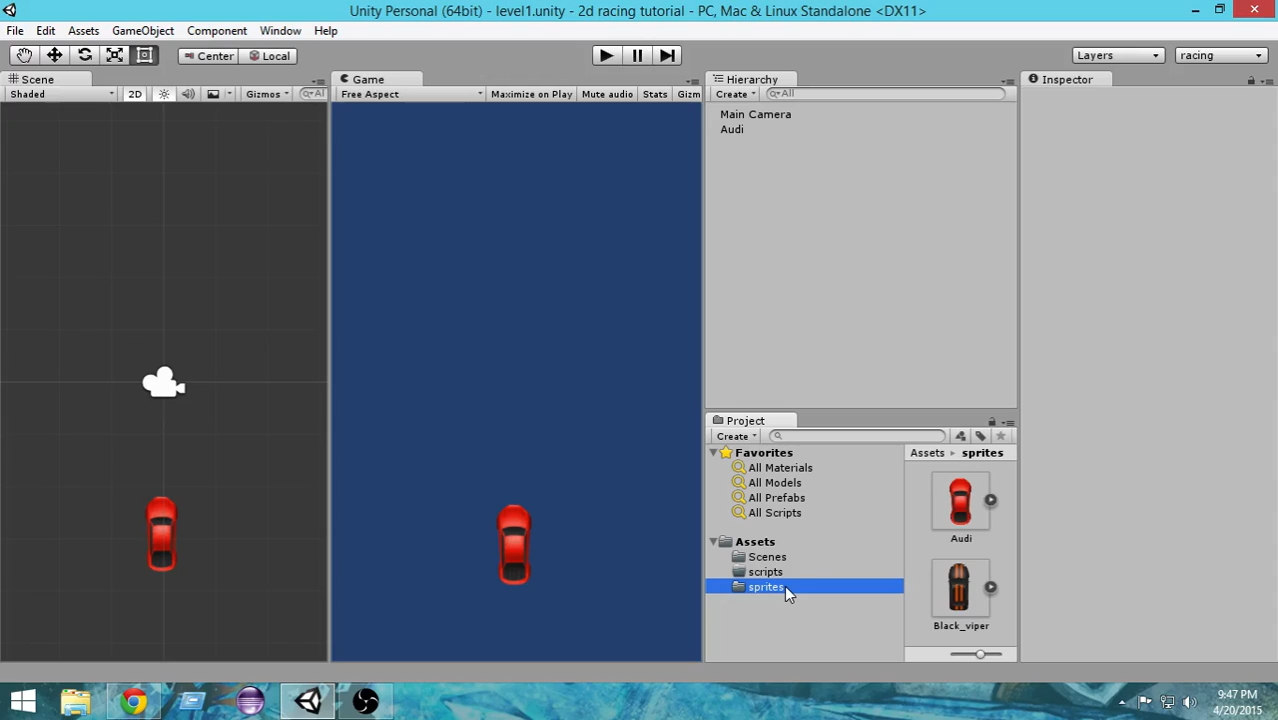 Unity Personal (64bit) - level1.unity - 2d racing tutorial - PC, Mac & Linux Standalone <DX11>
File Edit Assets GameObject Component Window Help
Center Local Layers racing
Scene Game Hierarchy Inspector
Shaded 2D Gizmos All Free Aspect Maximize on Play Mute audio Stats Gizm Create All
Main Camera
Audi
Project
Create
Favorites Assets sprites
All Materials
All Models
All Prefabs
All Scripts
Audi
Assets
Scenes
scripts
sprites
Black_viper
9:47 PM
4/20/2015